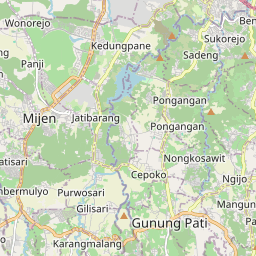 Wonorejo
Ben
Sukorejo
Kedungpane
Sadeng
Panji
Pongangan
Mijen
Jatibarang
Pongangan
Nongkosawit
atisari
Cepoko
Ngijo
mbermulyo
Purwosari
Mangun
Gilisari
Gunung Pati
Karangmalang